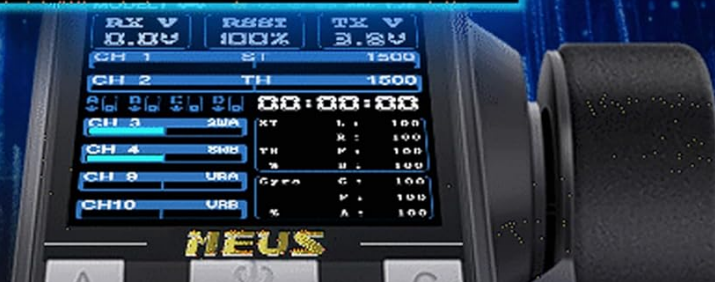 RX V RSSI TX V
0.0V 100% 3.8V
CH 1 ST 1500
CH 2 TH 1500
A B C D 00:00:00
CH 3 SWA
CH 4 SWB
CH 9 VRA
CH10 VRB
ST L: 100
R: 100
TH F: 100
% B: 100
Gyro G: 100
F: 100
% A: 100
MEUS
A C